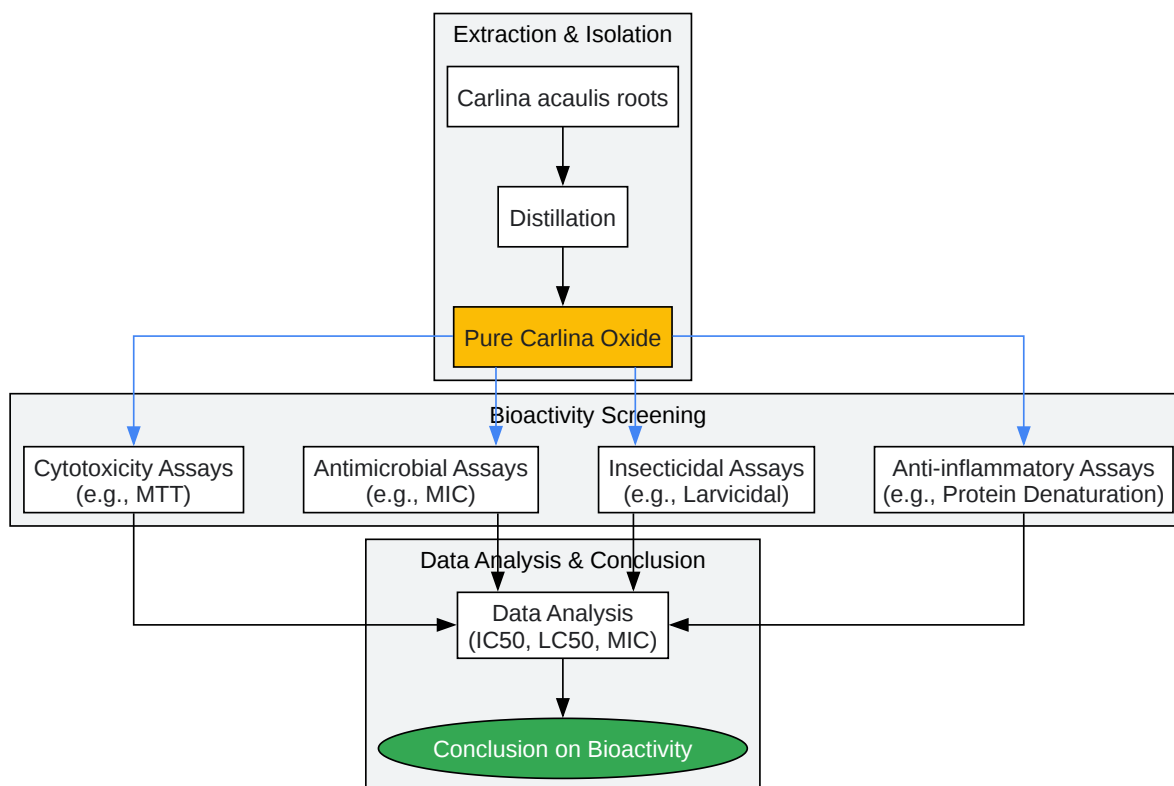 Extraction & Isolation
Carlina acaulis roots
Distillation
Pure Carlina Oxide
Bioactivity Screening
Cytotoxicity Assays
(e.g., MTT)
Antimicrobial Assays
(e.g., MIC)
Insecticidal Assays
(e.g., Larvicidal)
Anti-inflammatory Assays
(e.g., Protein Denaturation)
Data Analysis & Conclusion
Data Analysis
(IC50, LC50, MIC)
Conclusion on Bioactivity